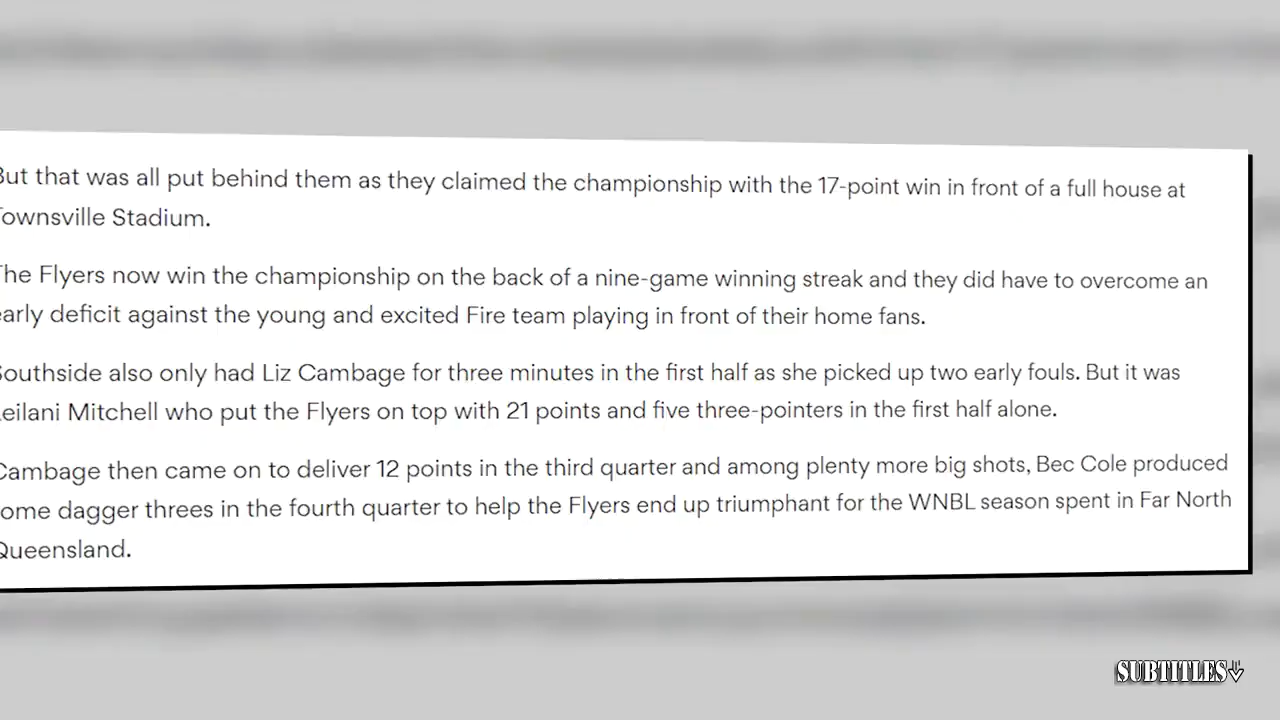 But that was all put behind them as they claimed the championship with the 17-point win in front of a full house at
Townsville Stadium.
The Flyers now win the championship on the back of a nine-game winning streak and they did have to overcome an
early deficit against the young and excited Fire team playing in front of their home fans.
Southside also only had Liz Cambage for three minutes in the first half as she picked up two early fouls. But it was
Leilani Mitchell who put the Flyers on top with 21 points and five three-pointers in the first half alone.
Cambage then came on to deliver 12 points in the third quarter and among plenty more big shots, Bec Cole produced
some dagger threes in the fourth quarter to help the Flyers end up triumphant for the WNBL season spent in Far North
Queensland.
SUBTITLES